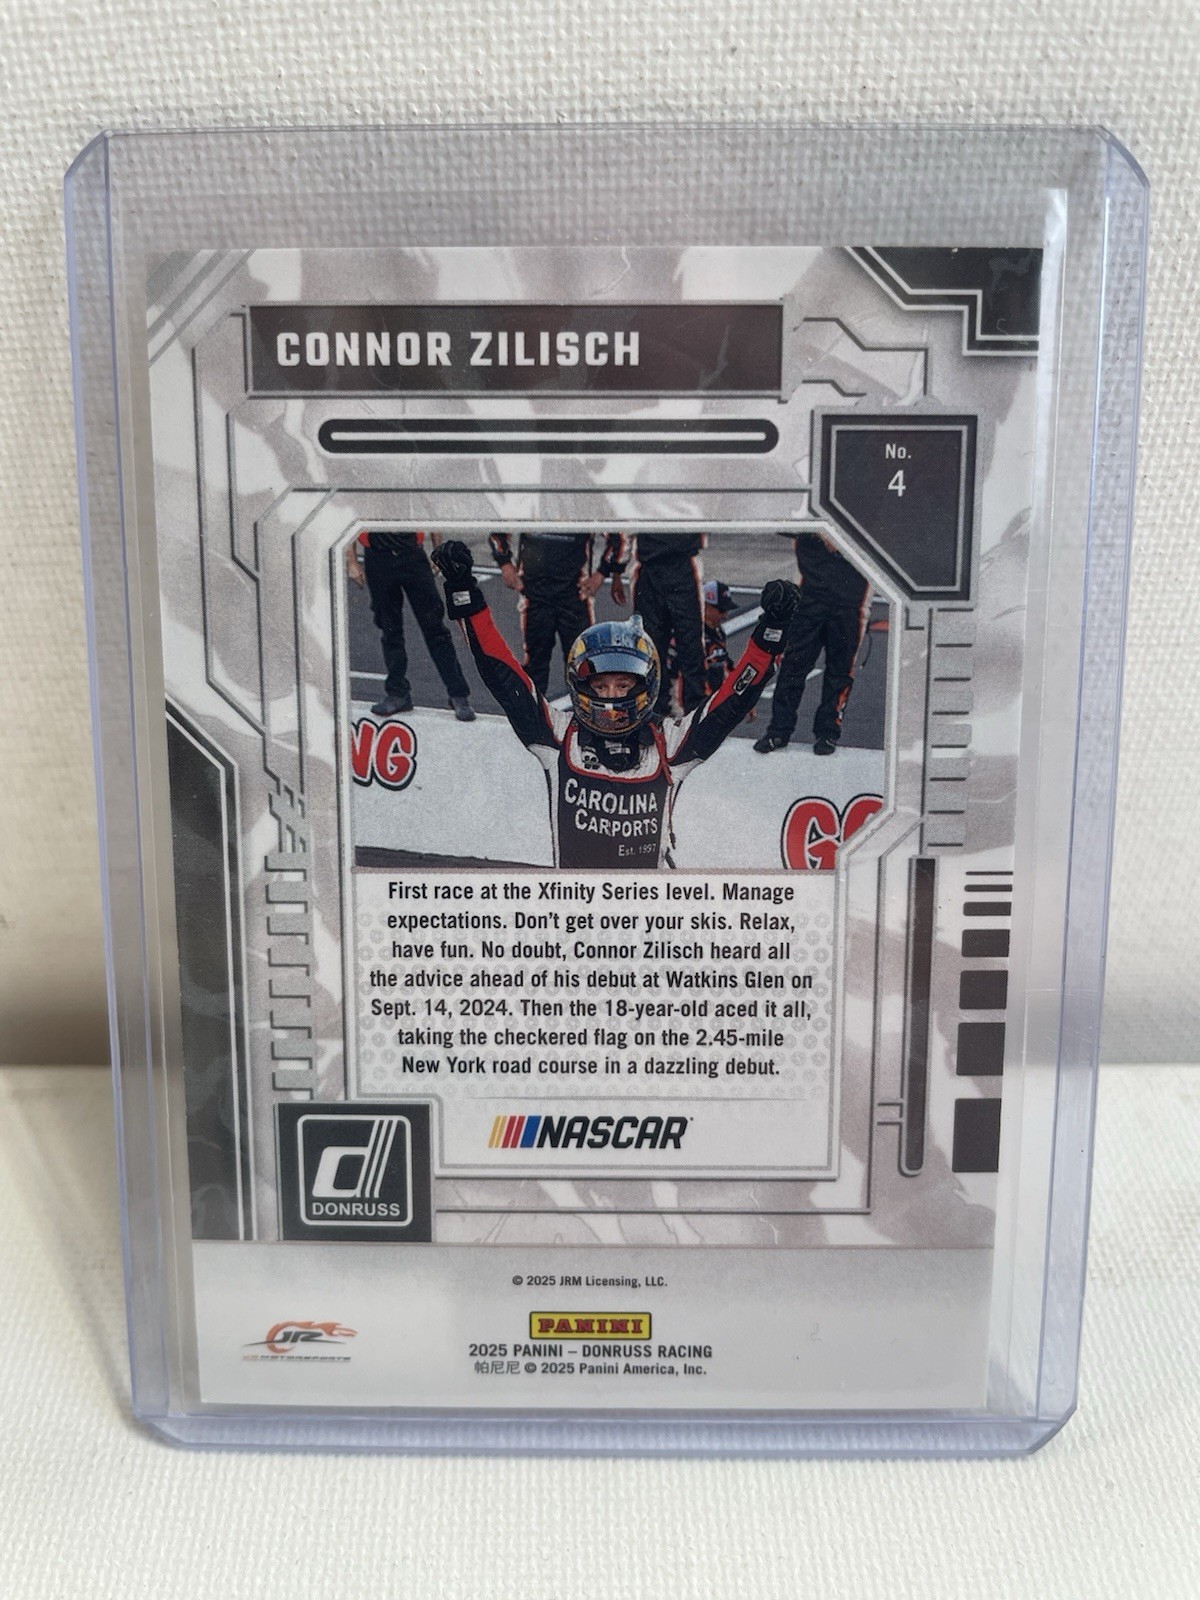 CONNOR ZILISCH
No.
4
NG
CAROLINA
CARPORTS
Est. 1997
GO
First race at the Xfinity Series level. Manage
expectations. Don't get over your skis. Relax,
have fun. No doubt, Connor Zilisch heard all
the advice ahead of his debut at Watkins Glen on
Sept. 14, 2024. Then the 18-year-old aced it all,
taking the checkered flag on the 2.45-mile
New York road course in a dazzling debut.
NASCAR
DONRUSS
© 2025 JRM Licensing, LLC.
JR
JR MOTORSPORTS
PANINI
2025 PANINI – DONRUSS RACING
帕尼尼 © 2025 Panini America, Inc.